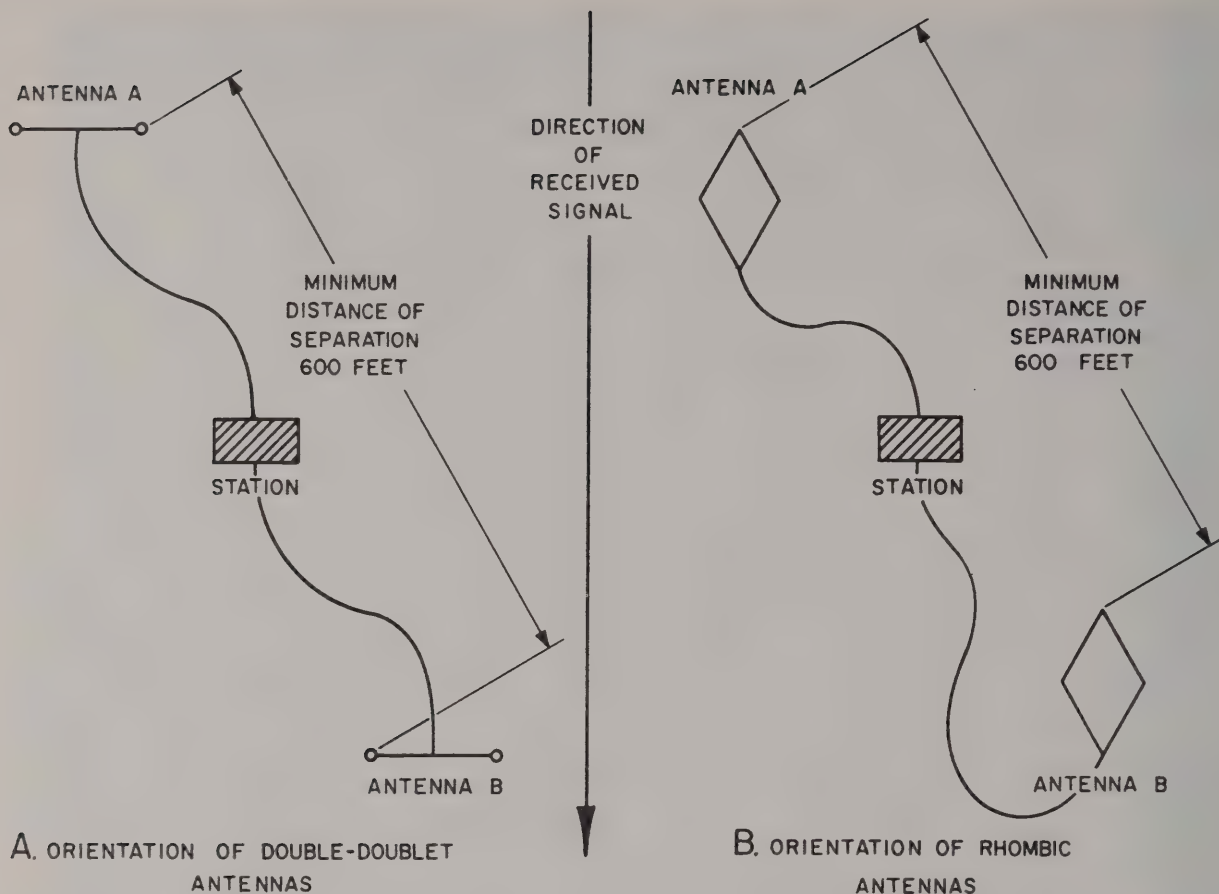 ANTENNA A
MINIMUM
DISTANCE OF
SEPARATION
600 FEET
STATION
ANTENNA B
A. ORIENTATION OF DOUBLE-DOUBLET
ANTENNAS
DIRECTION
OF
RECEIVED
SIGNAL
ANTENNA A
MINIMUM
DISTANCE OF
SEPARATION
600 FEET
STATION
ANTENNA B
B. ORIENTATION OF RHOMBIC
ANTENNAS